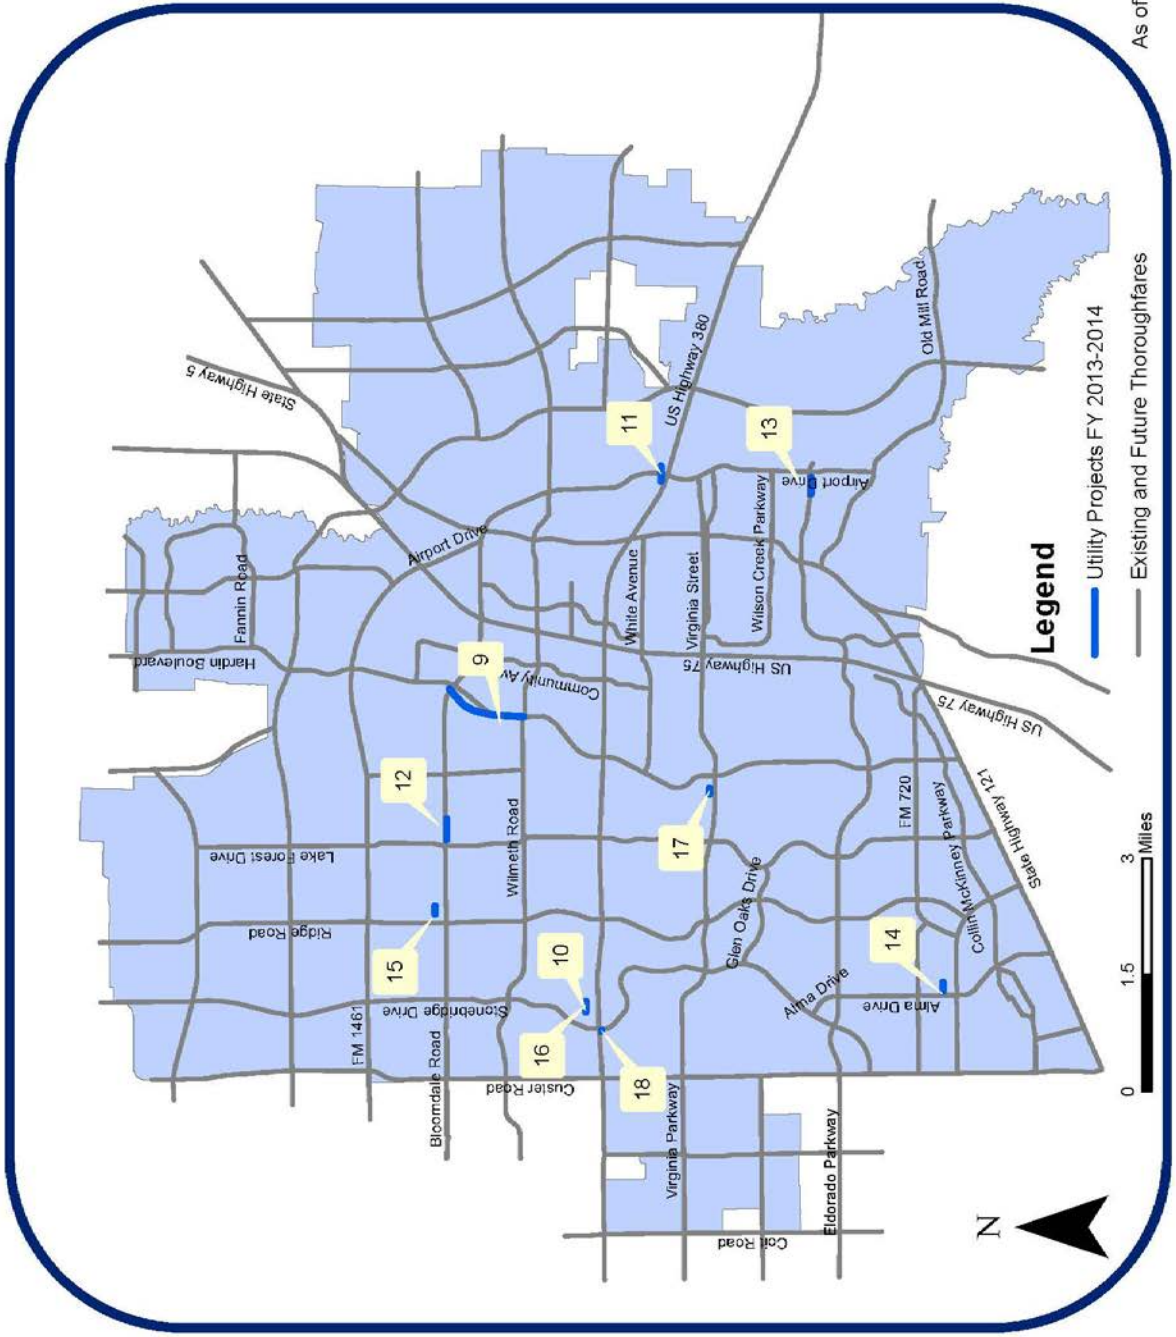 As of
State Highway 5
Fannin Road
Hardin Boulevard
Airport Drive
9
Community Av
12
11
US Highway 380
13
Airport Drive
Old Mill Road
White Avenue
Virginia Street
Wilson Creek Parkway
US Highway 75
US Highway 75
Lake Forest Drive
Wilmeth Road
Ridge Road
15
10
17
Glen Oaks Drive
FM 720
Collin McKinney Parkway
State Highway 121
14
FM 1461
Stonebridge Drive
Bloomdale Road
16
18
Custer Road
Alma Drive
Alma Drive
Virginia Parkway
Eldorado Parkway
Coit Road
N
Legend
Utility Projects FY 2013-2014
Existing and Future Thoroughfares
0 1.5 3 Miles